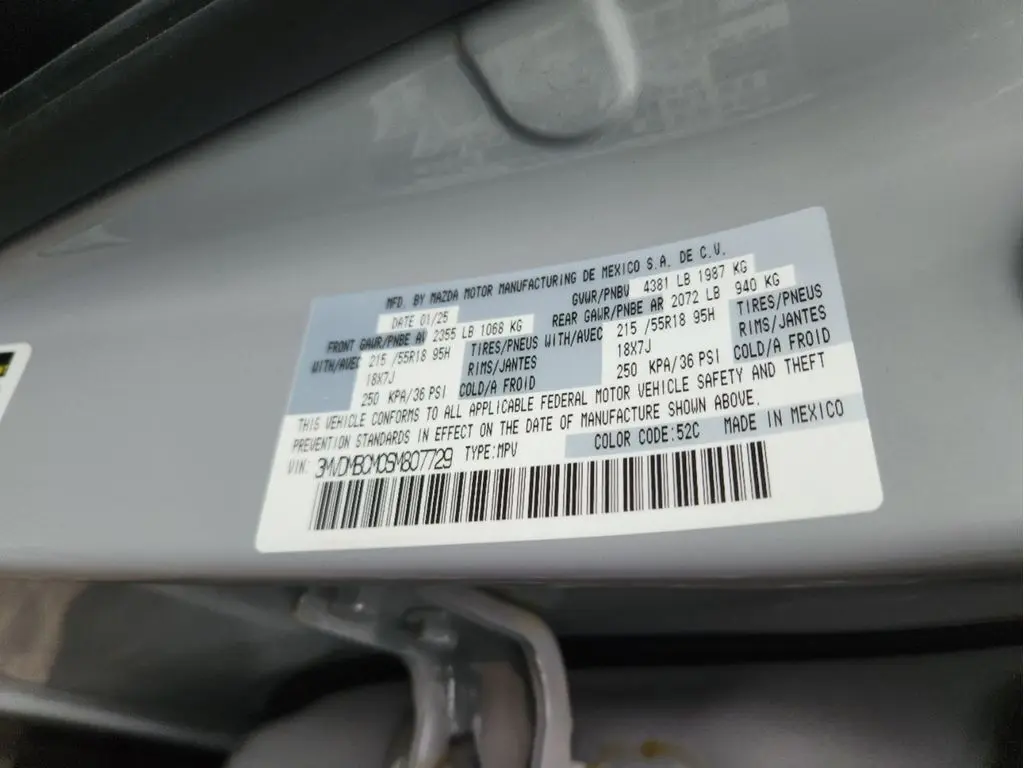 MFD. BY MAZDA MOTOR MANUFACTURING DE MEXICO S.A. DE C.V.
DATE 01/25 GVWR/PNBV 4381 LB 1987 KG
FRONT GAWR/PNBE AV 2355 LB 1068 KG REAR GAWR/PNBE AR 2072 LB 940 KG
WITH/AVEC 215 /55R18 95H TIRES/PNEUS WITH/AVEC 215 /55R18 95H TIRES/PNEUS
18X7J RIMS/JANTES 18X7J RIMS/JANTES
250 KPA/36 PSI COLD/A FROID 250 KPA/36 PSI COLD/A FROID
THIS VEHICLE CONFORMS TO ALL APPLICABLE FEDERAL MOTOR VEHICLE SAFETY AND THEFT
PREVENTION STANDARDS IN EFFECT ON THE DATE OF MANUFACTURE SHOWN ABOVE.
VIN: 3MVDMBCM0SM807729 TYPE:MPV COLOR CODE:52C MADE IN MEXICO